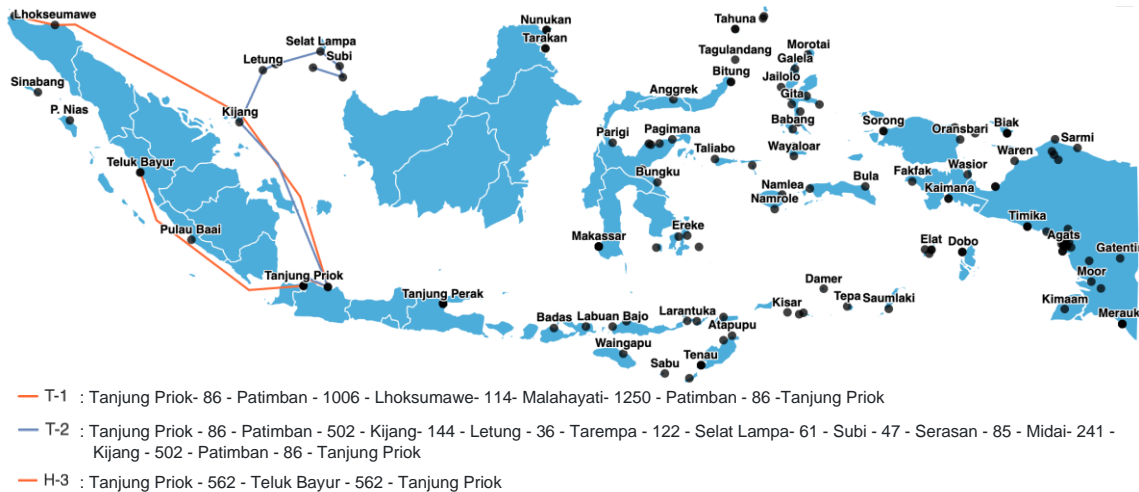 Lhokseumawe
Nunukan
Tahuna
Tarakan
Selat Lampa
Morotai
Subi
Tagulandang
Galela
Letung
Bitung
Jailolo
Sinabang
Anggrek
Gita
P. Nias
Kijang
Babang
Sorong
Oransbari
Biak
Parigi
Pagimana
Sarmi
Taliabo
Wayaloar
Waren
Teluk Bayur
Bungku
Wasior
Namlea
Bula
Fakfak
Kaimana
Namrole
Pulau Baai
Makassar
Ereke
Timika
Elat
Dobo
Agats
Gatentiri
Tanjung Priok
Damer
Moor
Tanjung Perak
Kisar
Tepa
Saumlaki
Kimaam
Badas
Labuan Bajo
Larantuka
Atapupu
Merauk
Waingapu
Sabu
Tenau
T-1 : Tanjung Priok- 86 - Patimban - 1006 - Lhoksumawe- 114- Malahayati- 1250 - Patimban - 86 -Tanjung Priok
T-2 : Tanjung Priok - 86 - Patimban - 502 - Kijang- 144 - Letung - 36 - Tarempa - 122 - Selat Lampa- 61 - Subi - 47 - Serasan - 85 - Midai- 241 -
Kijang - 502 - Patimban - 86 - Tanjung Priok
H-3 : Tanjung Priok - 562 - Teluk Bayur - 562 - Tanjung Priok